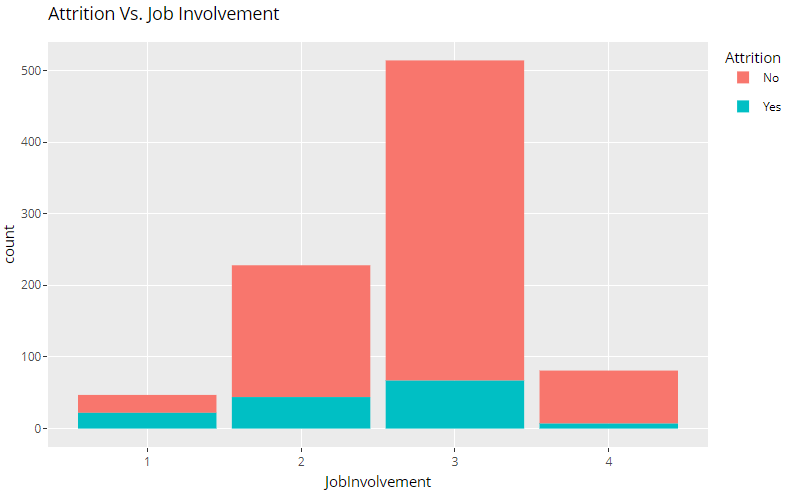 Attrition Vs. Job Involvement
Attrition
No
Yes
500
400
300
200
100
0
count
1 2 3 4
JobInvolvement